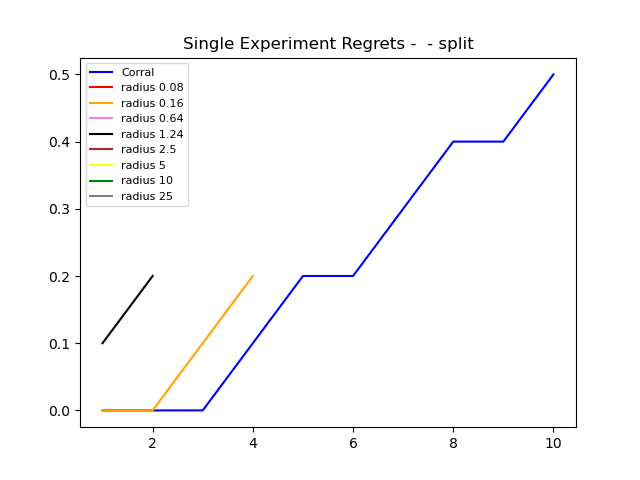 Single Experiment Regrets -  - split
Corral
radius 0.08
radius 0.16
radius 0.64
radius 1.24
radius 2.5
radius 5
radius 10
radius 25
0.5
0.4
0.3
0.2
0.1
0.0
2 4 6 8 10